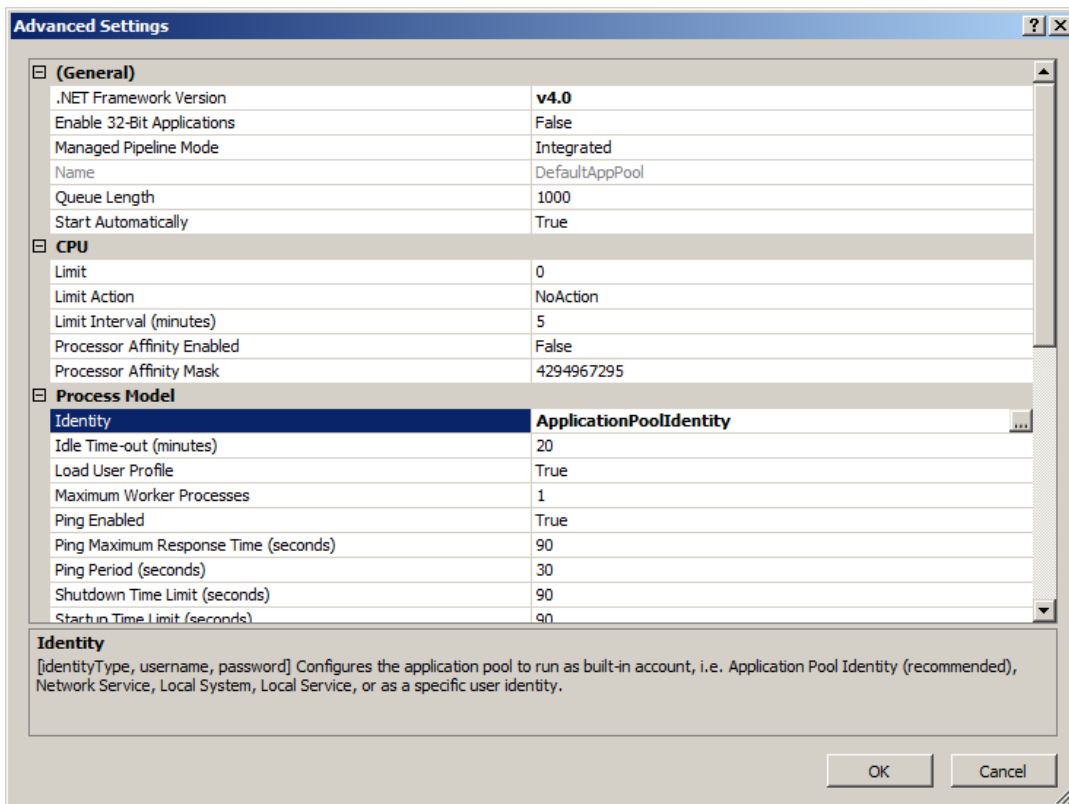 Advanced Settings
(General)
.NET Framework Version v4.0
Enable 32-Bit Applications False
Managed Pipeline Mode Integrated
Name DefaultAppPool
Queue Length 1000
Start Automatically True
CPU
Limit 0
Limit Action NoAction
Limit Interval (minutes) 5
Processor Affinity Enabled False
Processor Affinity Mask 4294967295
Process Model
Identity ApplicationPoolIdentity ...
Idle Time-out (minutes) 20
Load User Profile True
Maximum Worker Processes 1
Ping Enabled True
Ping Maximum Response Time (seconds) 90
Ping Period (seconds) 30
Shutdown Time Limit (seconds) 90
Startup Time Limit (seconds) 90
Identity
[identityType, username, password] Configures the application pool to run as built-in account, i.e. Application Pool Identity (recommended),
Network Service, Local System, Local Service, or as a specific user identity.
OK Cancel